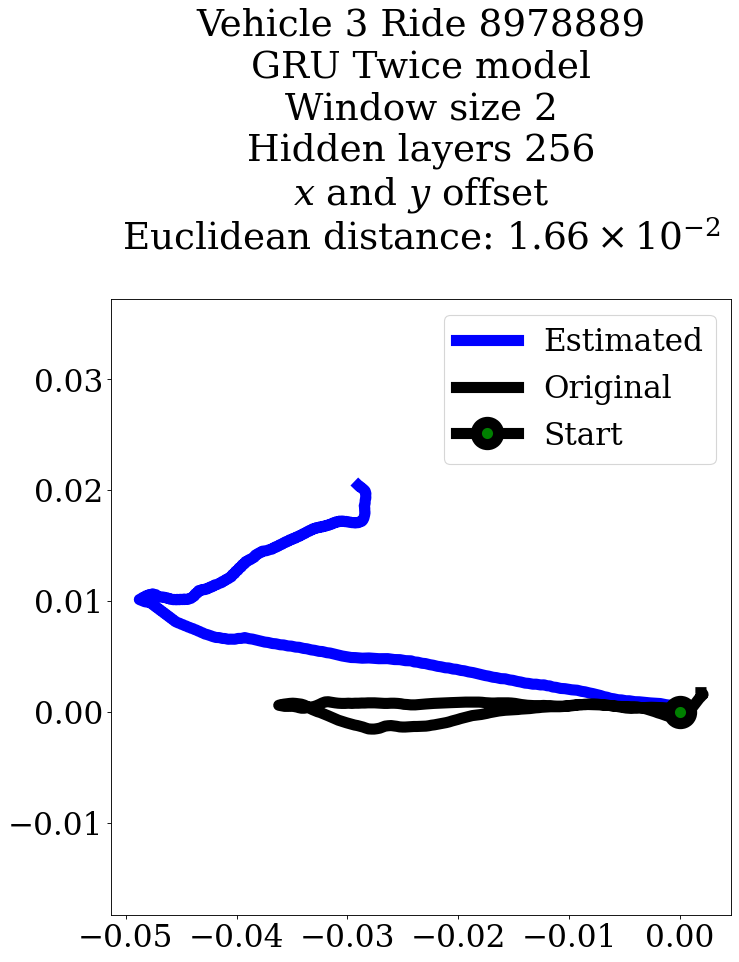 Vehicle 3 Ride 8978889
GRU Twice model
Window size 2
Hidden layers 256
x and y offset
Euclidean distance: 1.66 × 10⁻²
Estimated
Original
Start
0.03
0.02
0.01
0.00
−0.01
−0.05 −0.04 −0.03 −0.02 −0.01 0.00